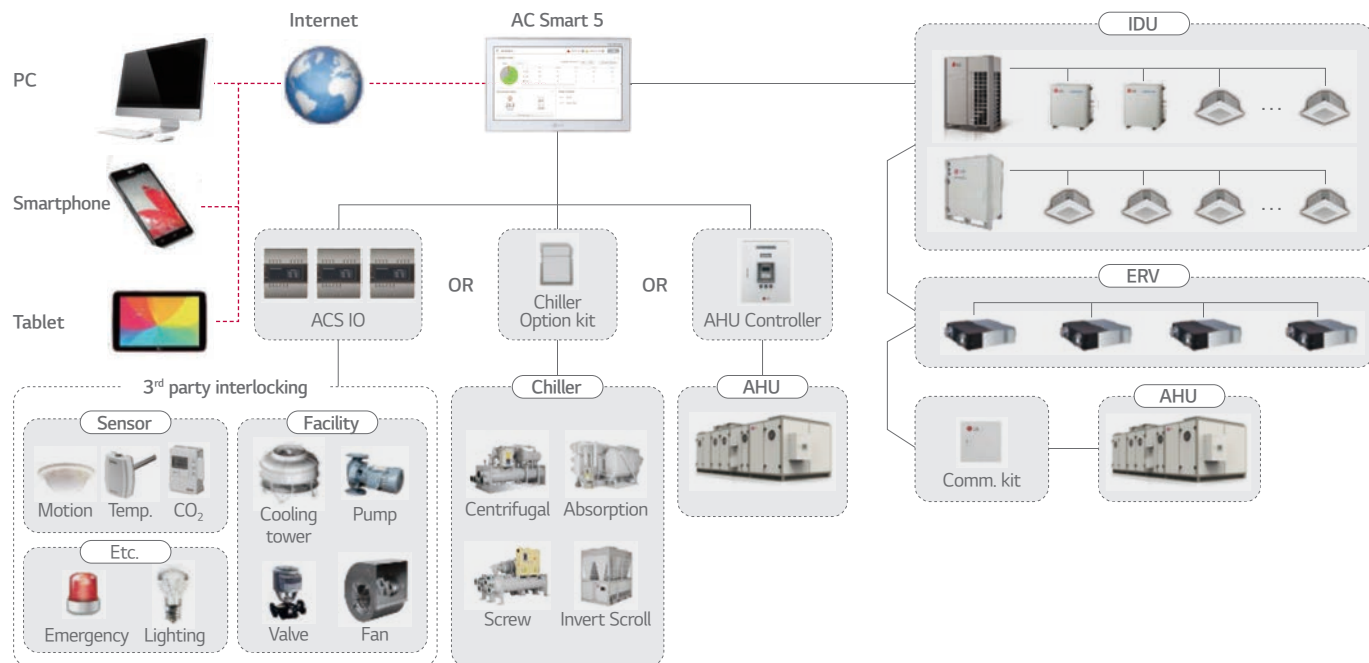 Internet
AC Smart 5
IDU
PC
Smartphone
Tablet
ACS IO
OR
Chiller
Option kit
OR
AHU Controller
ERV
3rd party interlocking
Sensor
Motion
Temp.
CO₂
Etc.
Emergency
Lighting
Facility
Cooling
tower
Pump
Valve
Fan
Chiller
Centrifugal
Absorption
Screw
Invert Scroll
AHU
Comm. kit
AHU